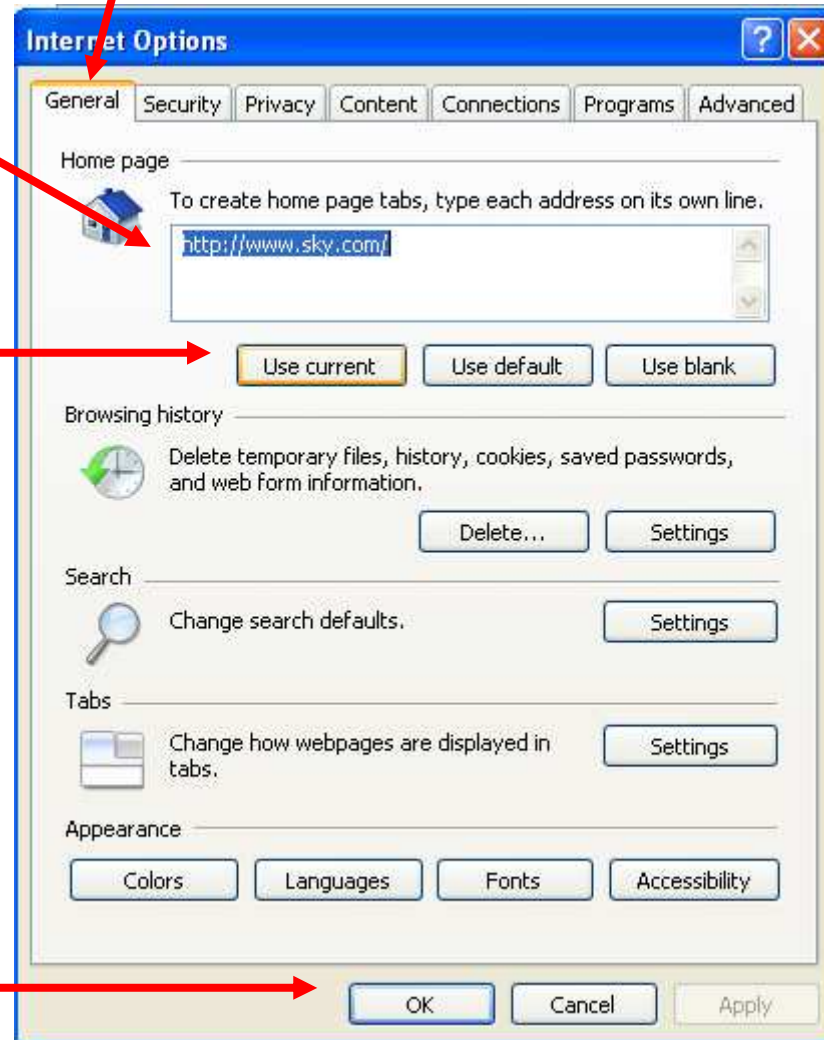 Internet Options
General Security Privacy Content Connections Programs Advanced
Home page
To create home page tabs, type each address on its own line.
http://www.sky.com/
Use current Use default Use blank
Browsing history
Delete temporary files, history, cookies, saved passwords,
and web form information.
Delete... Settings
Search
Change search defaults.
Settings
Tabs
Change how webpages are displayed in
tabs.
Settings
Appearance
Colors Languages Fonts Accessibility
OK Cancel Apply